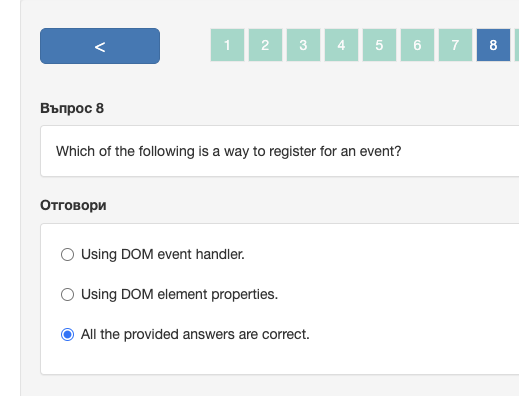 < 1 2 3 4 5 6 7 8
Въпрос 8
Which of the following is a way to register for an event?
Отговори
Using DOM event handler.
Using DOM element properties.
All the provided answers are correct.